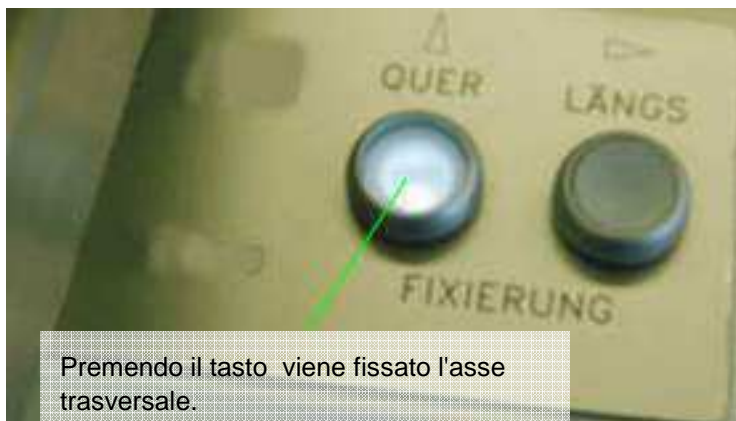 QUER
LÄNGS
FIXIERUNG
Premendo il tasto viene fissato l'asse
trasversale.